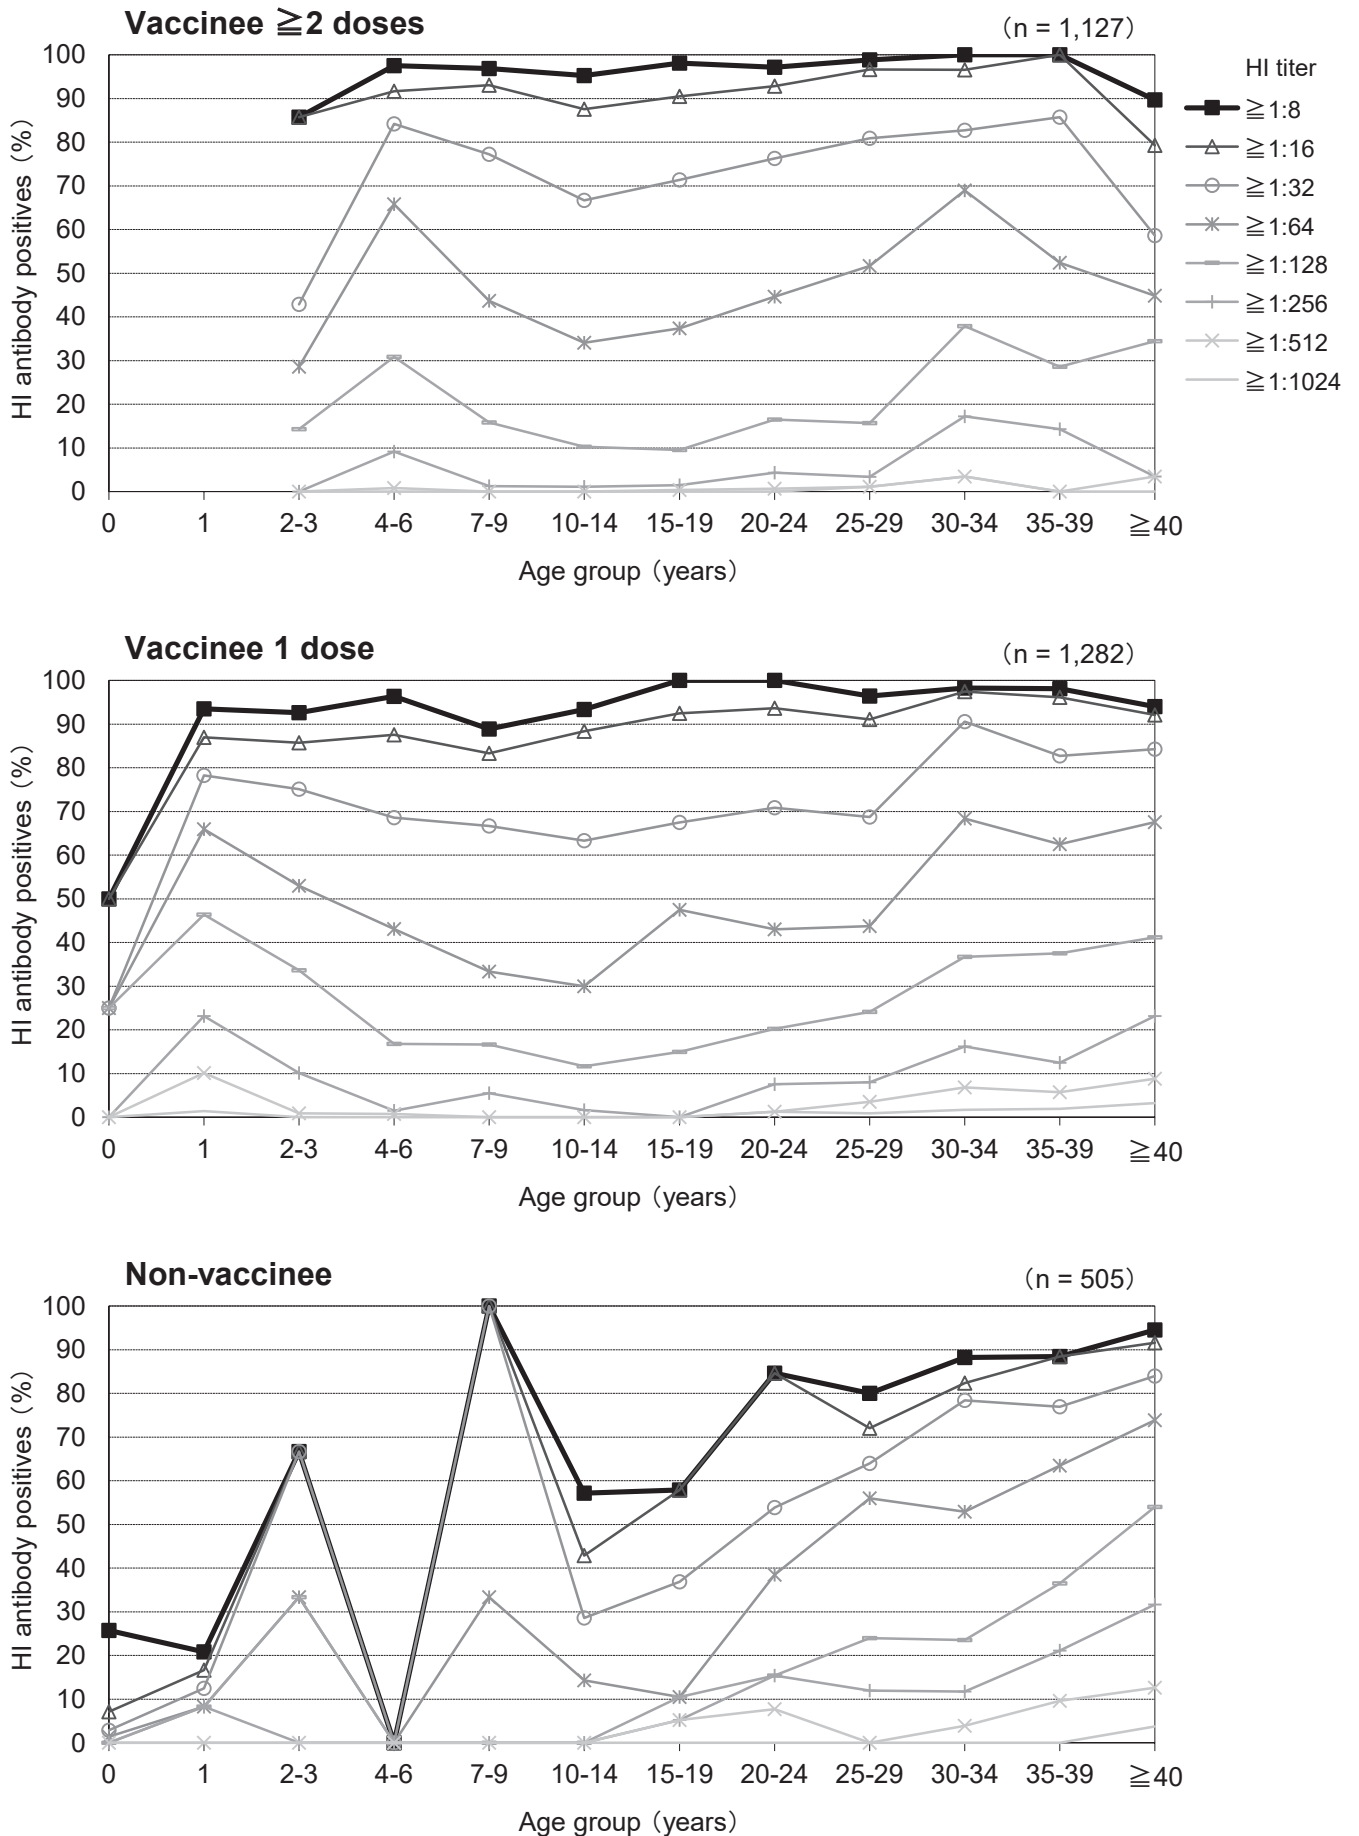 Vaccinee ≧2 doses
（n = 1,127）
HI antibody positives（%）
100
90
80
70
60
50
40
30
20
10
0
0 1 2-3 4-6 7-9 10-14 15-19 20-24 25-29 30-34 35-39 ≧40
Age group（years）
HI titer
≧1:8
≧1:16
≧1:32
≧1:64
≧1:128
≧1:256
≧1:512
≧1:1024
Vaccinee 1 dose
（n = 1,282）
HI antibody positives（%）
100
90
80
70
60
50
40
30
20
10
0
0 1 2-3 4-6 7-9 10-14 15-19 20-24 25-29 30-34 35-39 ≧40
Age group（years）
Non-vaccinee
（n = 505）
HI antibody positives（%）
100
90
80
70
60
50
40
30
20
10
0
0 1 2-3 4-6 7-9 10-14 15-19 20-24 25-29 30-34 35-39 ≧40
Age group（years）